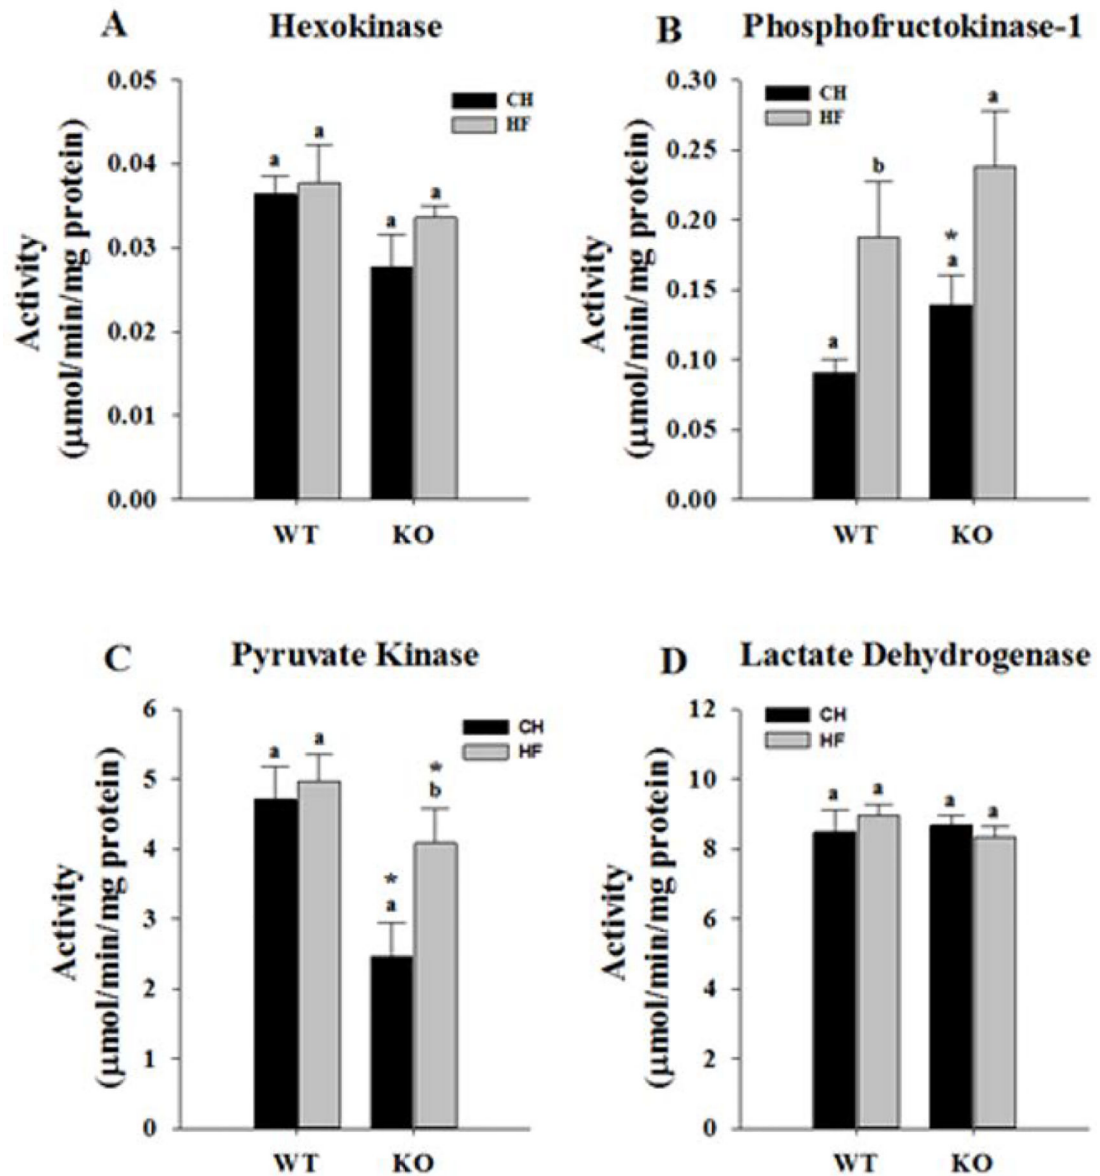 A
Hexokinase
0.05
0.04
0.03
0.02
0.01
0.00
Activity
(μmol/min/mg protein)
CH
HF
a
a
a
a
WT
KO
B
Phosphofructokinase-1
0.30
0.25
0.20
0.15
0.10
0.05
0.00
Activity
(μmol/min/mg protein)
CH
HF
a
b
*
a
a
WT
KO
C
Pyruvate Kinase
6
5
4
3
2
1
0
Activity
(μmol/min/mg protein)
CH
HF
a
a
*
a
*
b
WT
KO
D
Lactate Dehydrogenase
12
10
8
6
4
2
0
Activity
(μmol/min/mg protein)
CH
HF
a
a
a
a
WT
KO